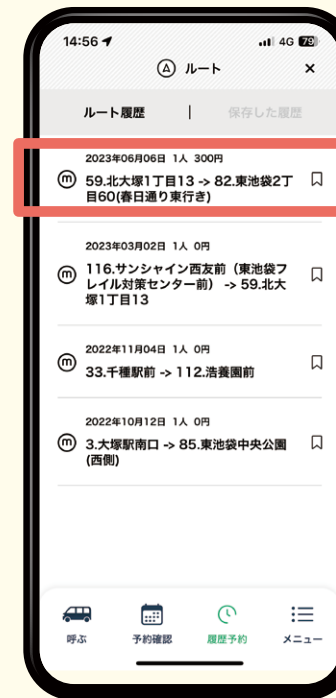 14:56 4G 79
ルート ×
ルート履歴 | 保存した履歴
2023年06月06日 1人 300円
59.北大塚1丁目13 -> 82.東池袋2丁
目60(春日通り東行き)
2023年03月02日 1人 0円
116.サンシャイン西友前（東池袋フ
レイル対策センター前） -> 59.北大
塚1丁目13
2022年11月04日 1人 0円
33.千種駅前 -> 112.浩養園前
2022年10月12日 1人 0円
3.大塚駅南口 -> 85.東池袋中央公園
(西側)
呼ぶ 予約確認 履歴予約 メニュー